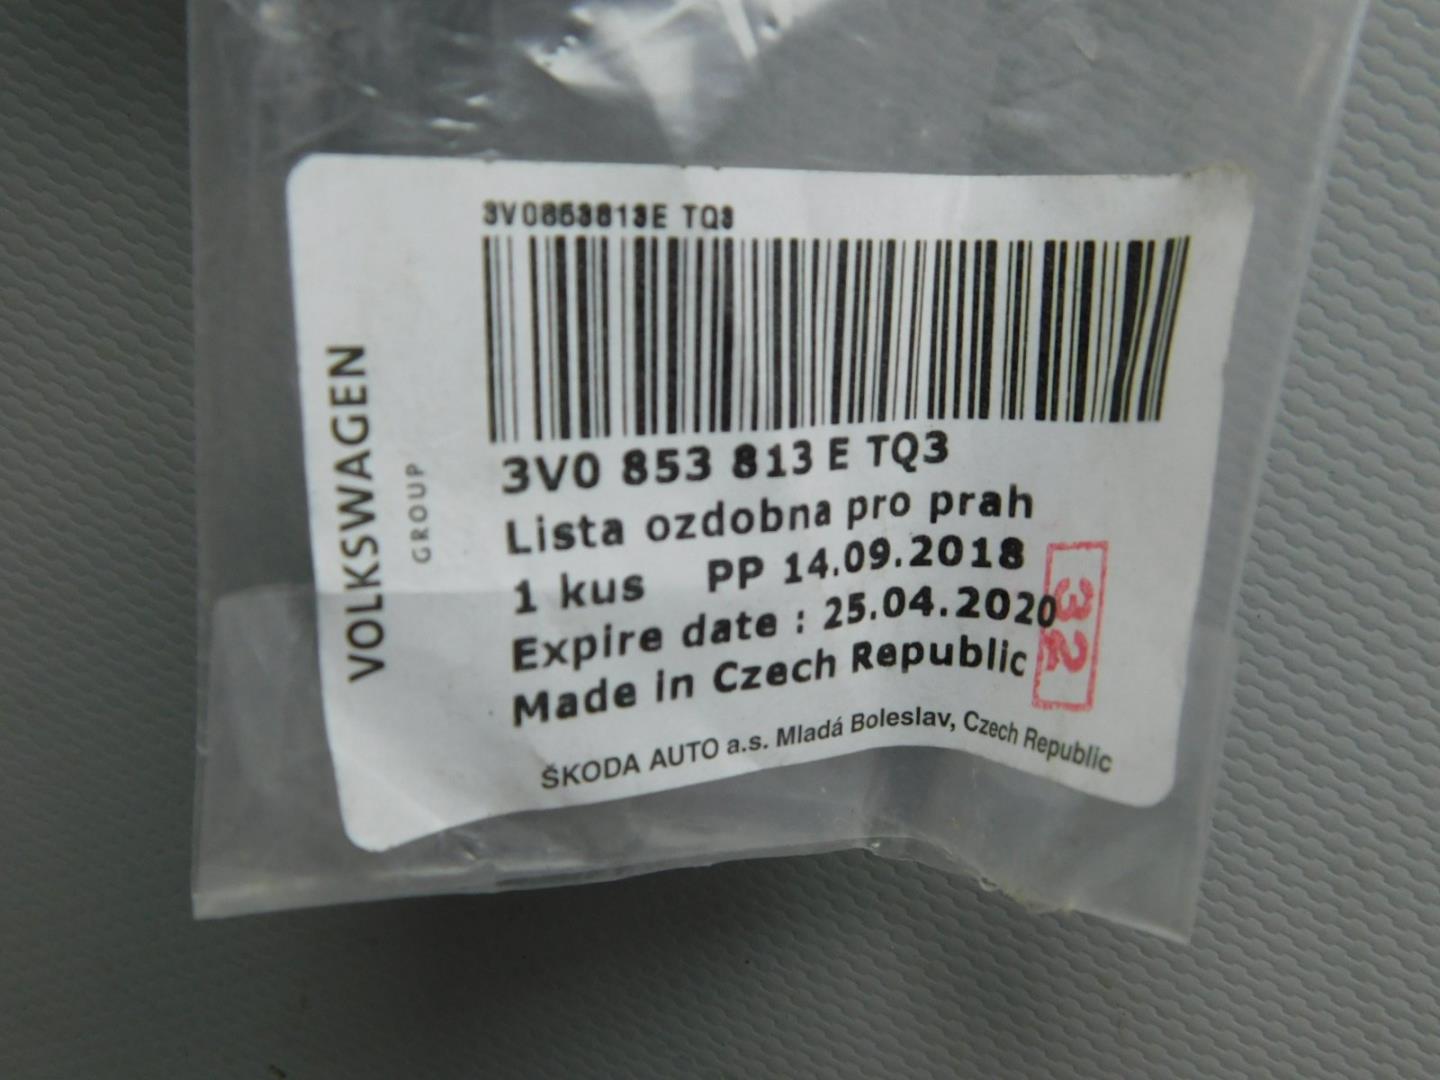 3V0853813E TQ3
3V0 853 813 E TQ3
Lista ozdobna pro prah
1 kus PP 14.09.2018
Expire date : 25.04.2020
Made in Czech Republic
ŠKODA AUTO a.s. Mladá Boleslav, Czech Republic
VOLKSWAGEN
GROUP
32